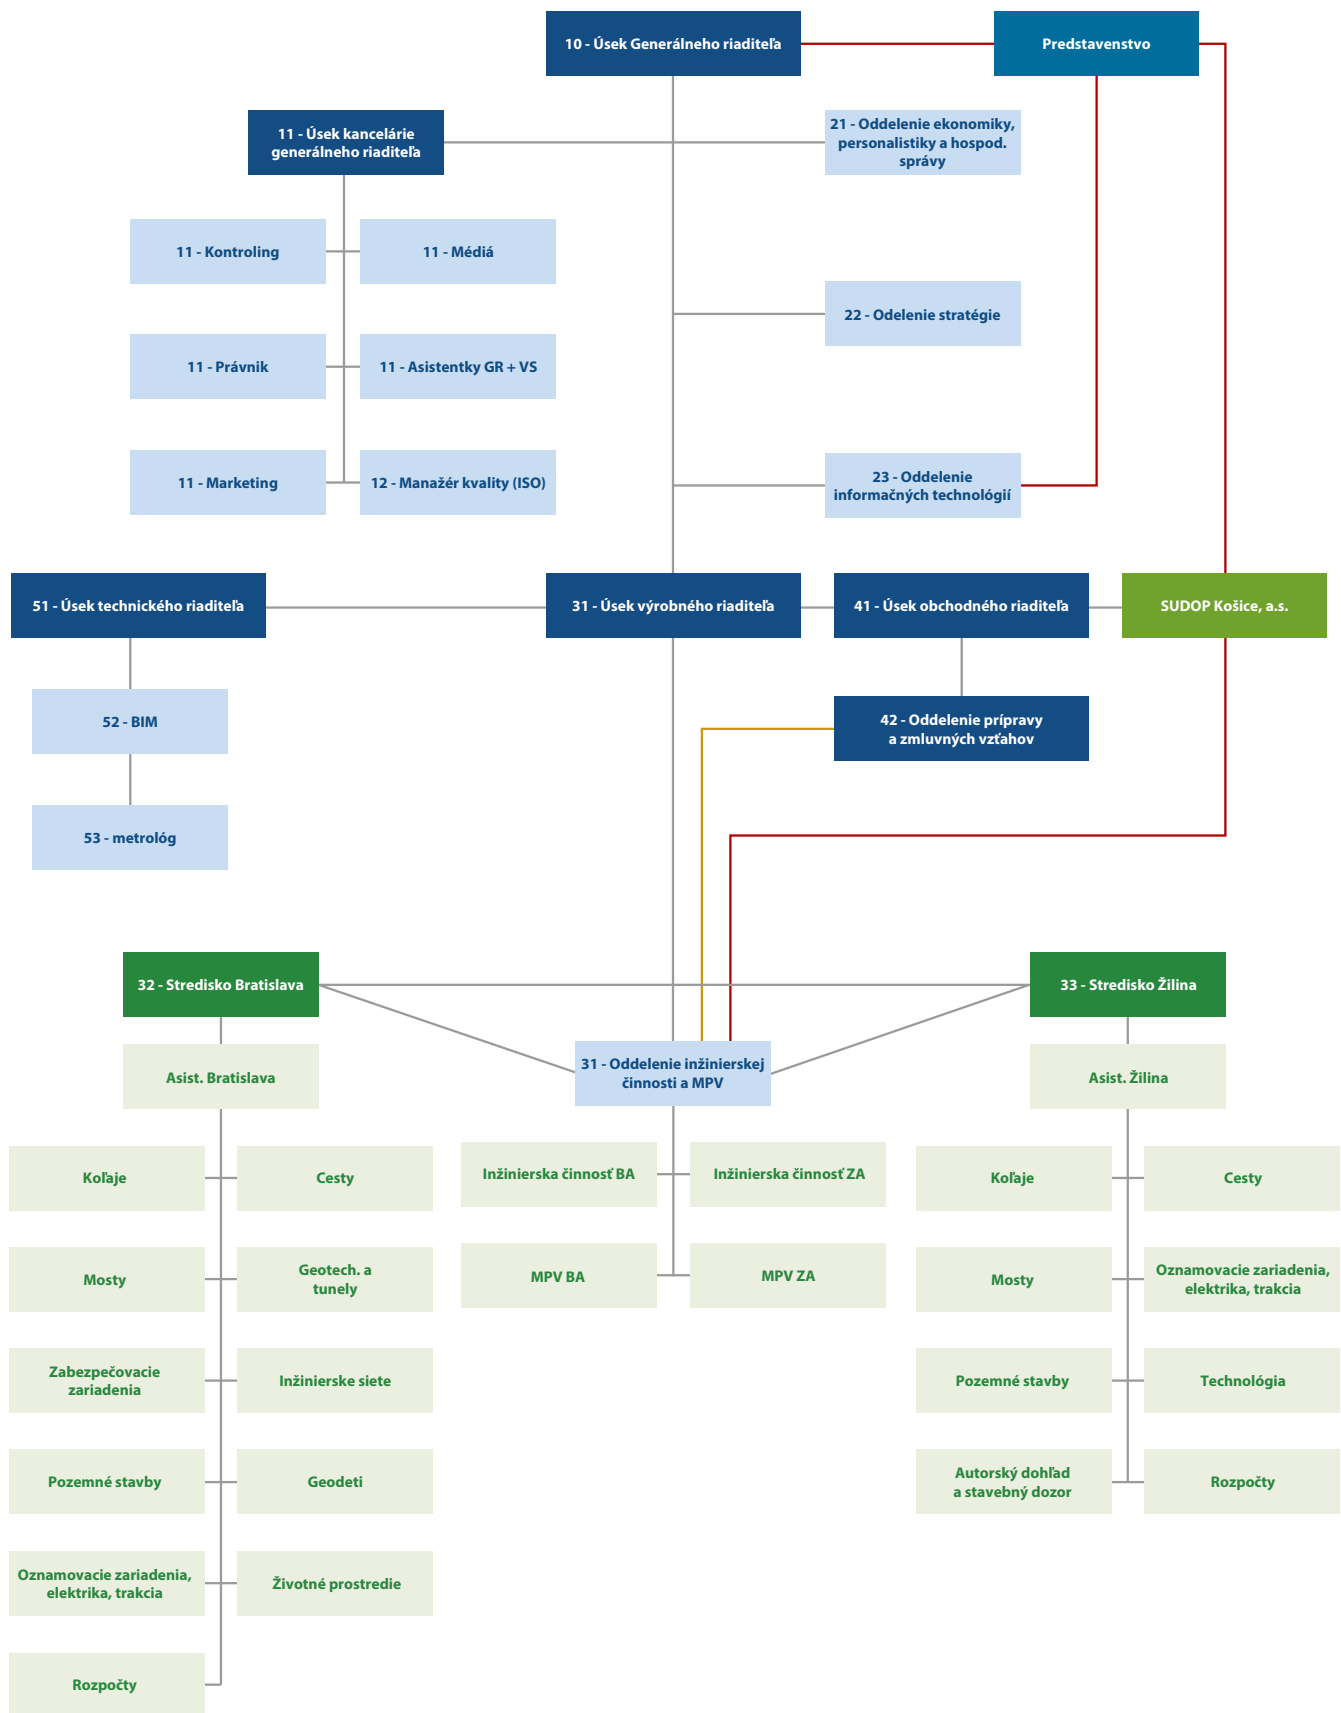 10 - Úsek Generálneho riaditeľa
Predstavenstvo
11 - Úsek kancelárie
generálneho riaditeľa
21 - Oddelenie ekonomiky,
personalistiky a hospod.
správy
11 - Kontroling
11 - Médiá
22 - Odelenie stratégie
11 - Právnik
11 - Asistentky GR + VS
11 - Marketing
12 - Manažér kvality (ISO)
23 - Oddelenie
informačných technológií
51 - Úsek technického riaditeľa
31 - Úsek výrobného riaditeľa
41 - Úsek obchodného riaditeľa
SUDOP Košice, a.s.
52 - BIM
42 - Oddelenie prípravy
a zmluvných vzťahov
53 - metrológ
32 - Stredisko Bratislava
33 - Stredisko Žilina
31 - Oddelenie inžinierskej
činnosti a MPV
Asist. Bratislava
Asist. Žilina
Koľaje
Cesty
Inžinierska činnosť BA
Inžinierska činnosť ZA
Koľaje
Cesty
Mosty
Geotech. a
tunely
MPV BA
MPV ZA
Mosty
Oznamovacie zariadenia,
elektrika, trakcia
Zabezpečovacie
zariadenia
Inžinierske siete
Pozemné stavby
Technológia
Pozemné stavby
Geodeti
Autorský dohľad
a stavebný dozor
Rozpočty
Oznamovacie zariadenia,
elektrika, trakcia
Životné prostredie
Rozpočty